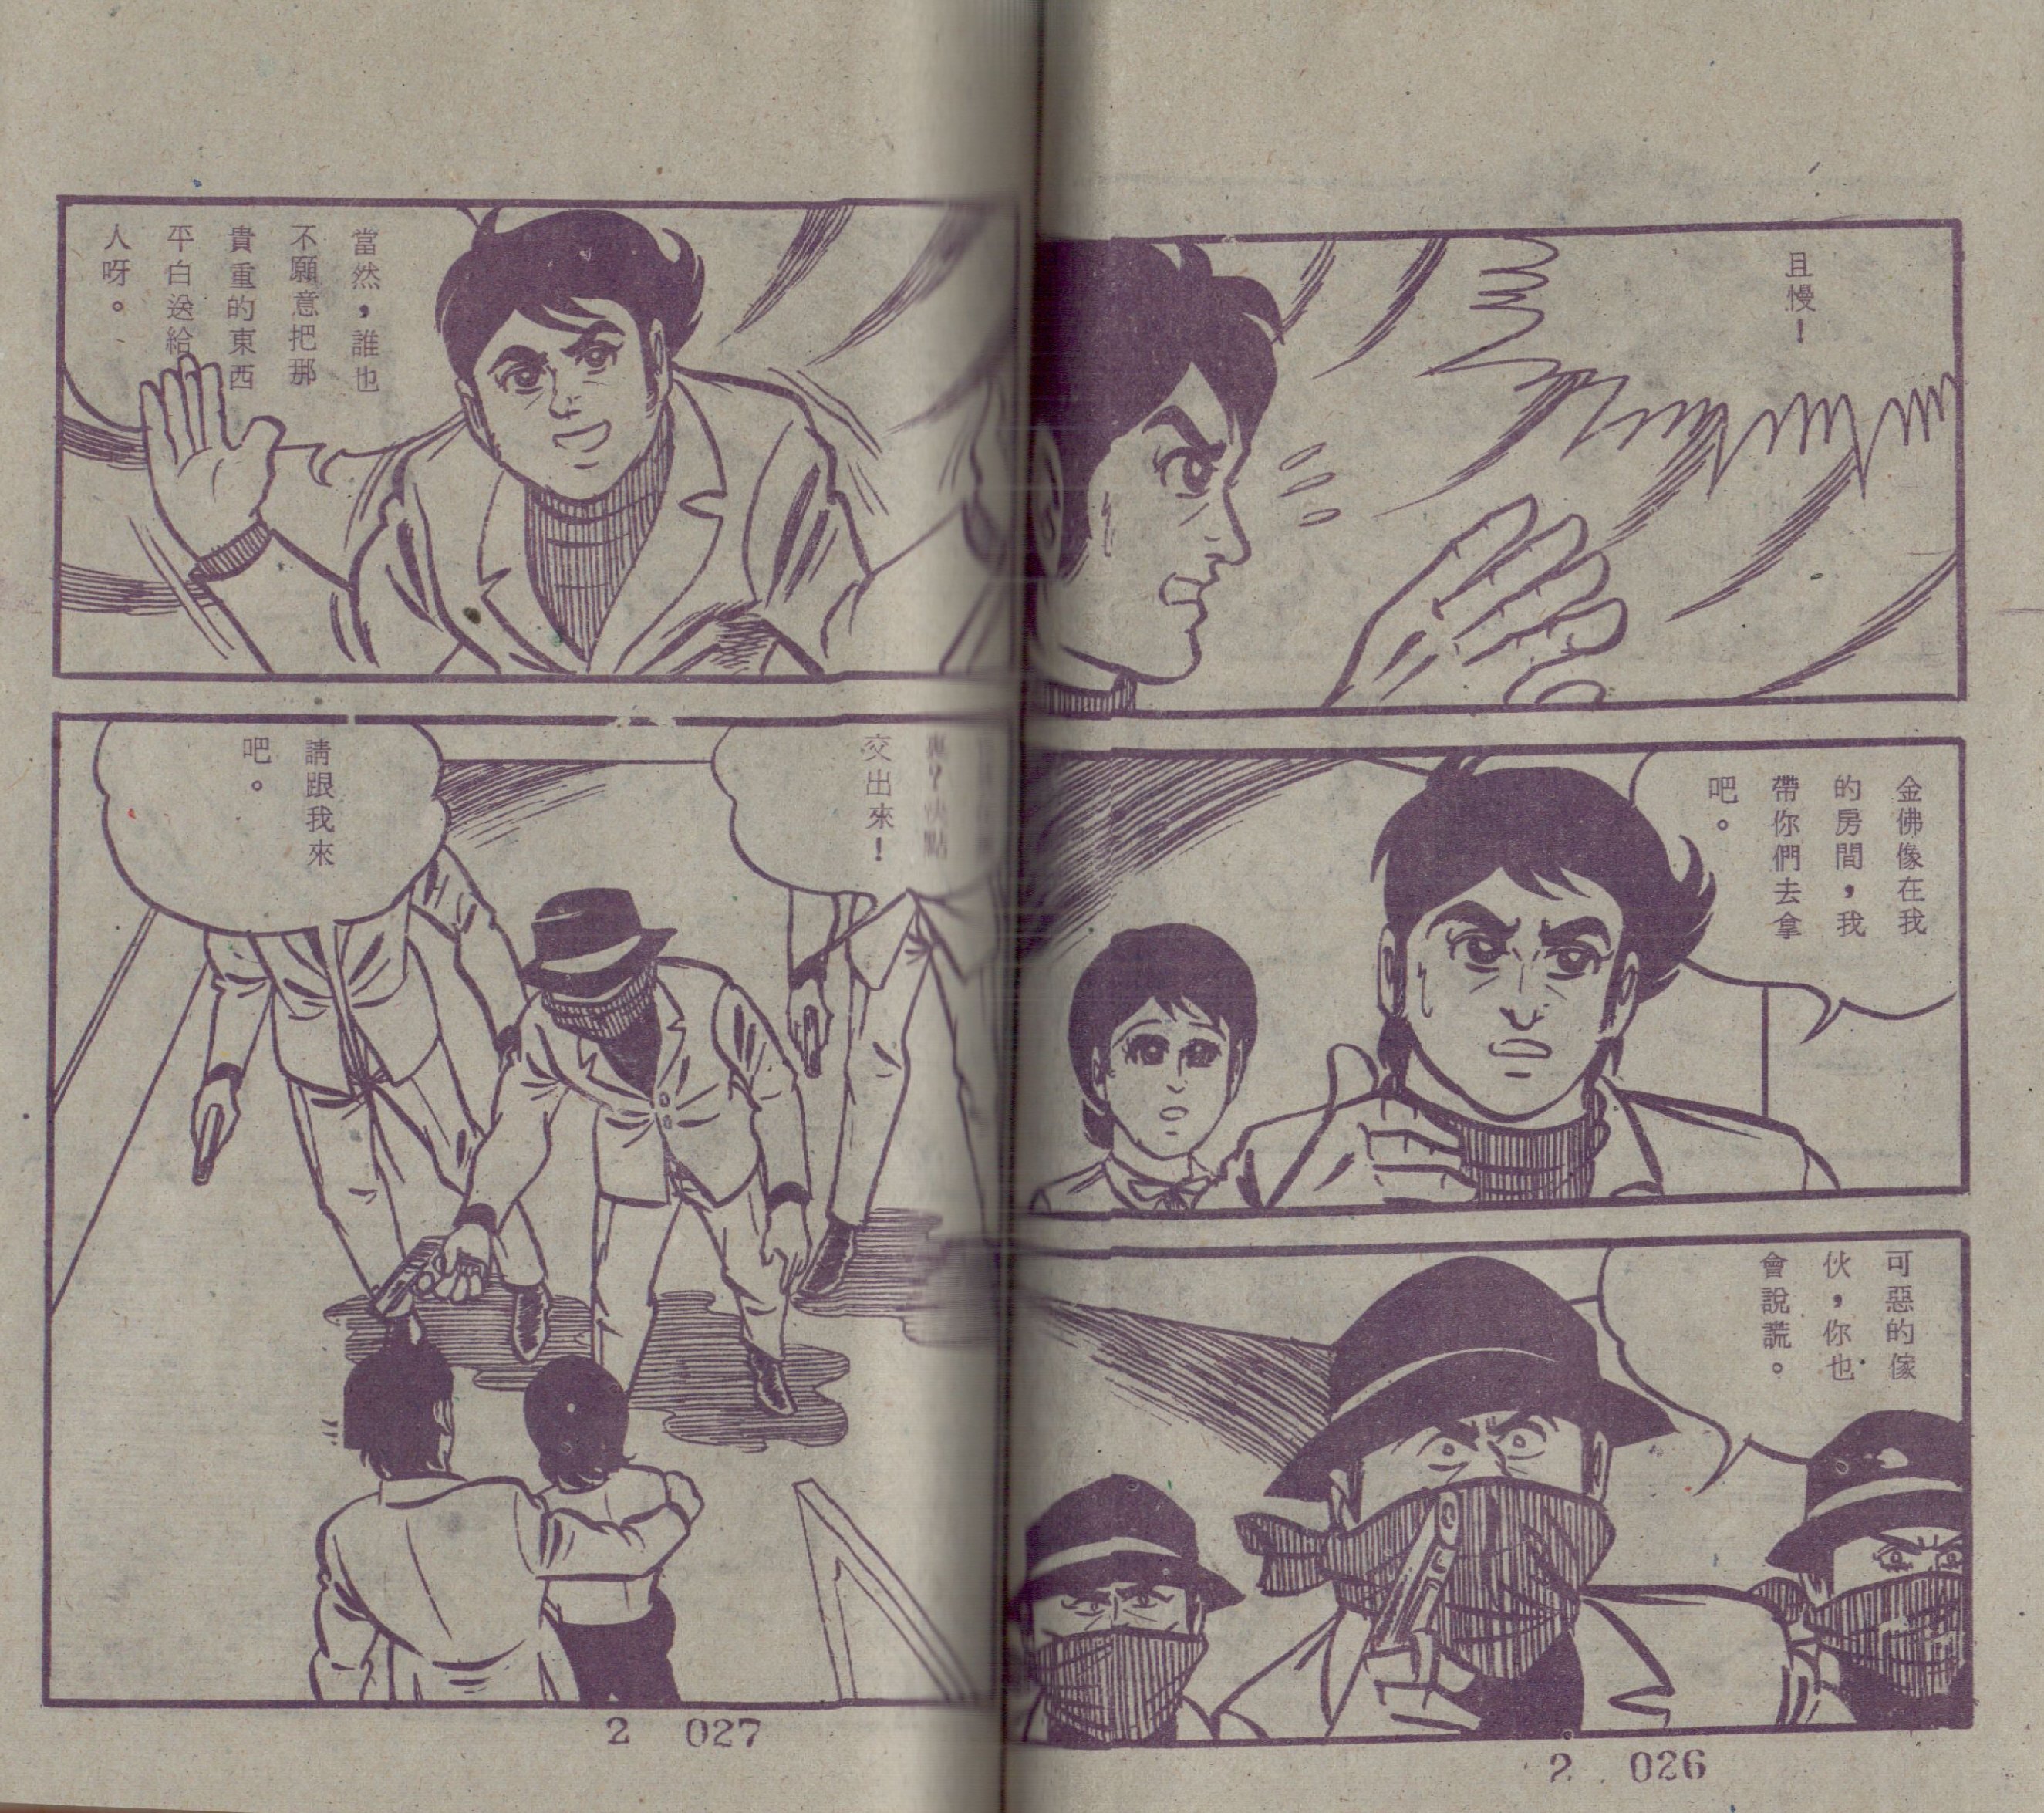 且慢！
金佛像在我
的房間，我
帶你們去拿
吧。
可惡的傢
伙，你也
會說謊。
2 026
當然，誰也
不願意把那
貴重的東西
平白送給
人呀。
交出來！
請跟我來
吧。
2 027